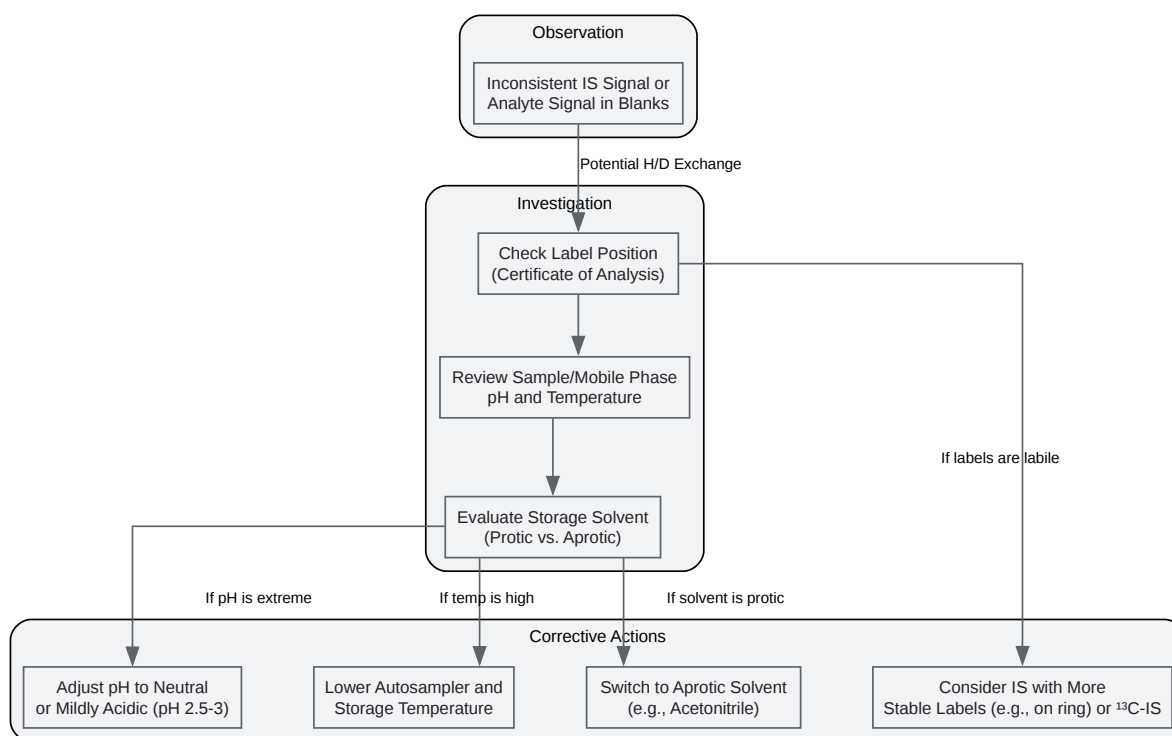 Observation
Inconsistent IS Signal or
Analyte Signal in Blanks
Potential H/D Exchange
Investigation
Check Label Position
(Certificate of Analysis)
Review Sample/Mobile Phase
pH and Temperature
If labels are labile
Evaluate Storage Solvent
(Protic vs. Aprotic)
If pH is extreme
If temp is high
If solvent is protic
Corrective Actions
Adjust pH to Neutral
or Mildly Acidic (pH 2.5-3)
Lower Autosampler and
Storage Temperature
Switch to Aprotic Solvent
(e.g., Acetonitrile)
Consider IS with More
Stable Labels (e.g., on ring) or ¹³C-IS